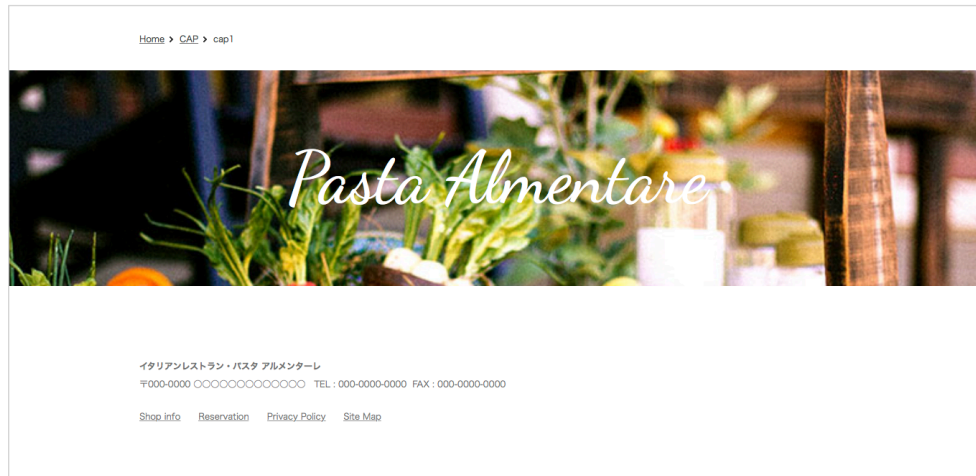 Home > CAP > cap1
Pasta Almentare
イタリアンレストラン・パスタ アルメンターレ
〒000-0000 〇〇〇〇〇〇〇〇〇〇〇〇〇 TEL : 000-0000-0000 FAX : 000-0000-0000
Shop info Reservation Privacy Policy Site Map